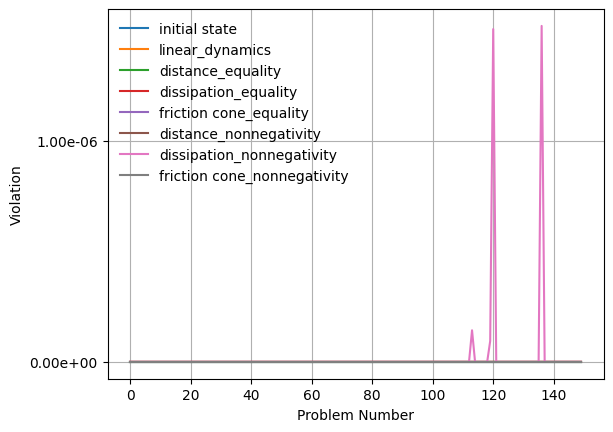 initial state
linear_dynamics
distance_equality
dissipation_equality
friction cone_equality
distance_nonnegativity
dissipation_nonnegativity
friction cone_nonnegativity
1.00e-06
0.00e+00
Violation
0 20 40 60 80 100 120 140
Problem Number